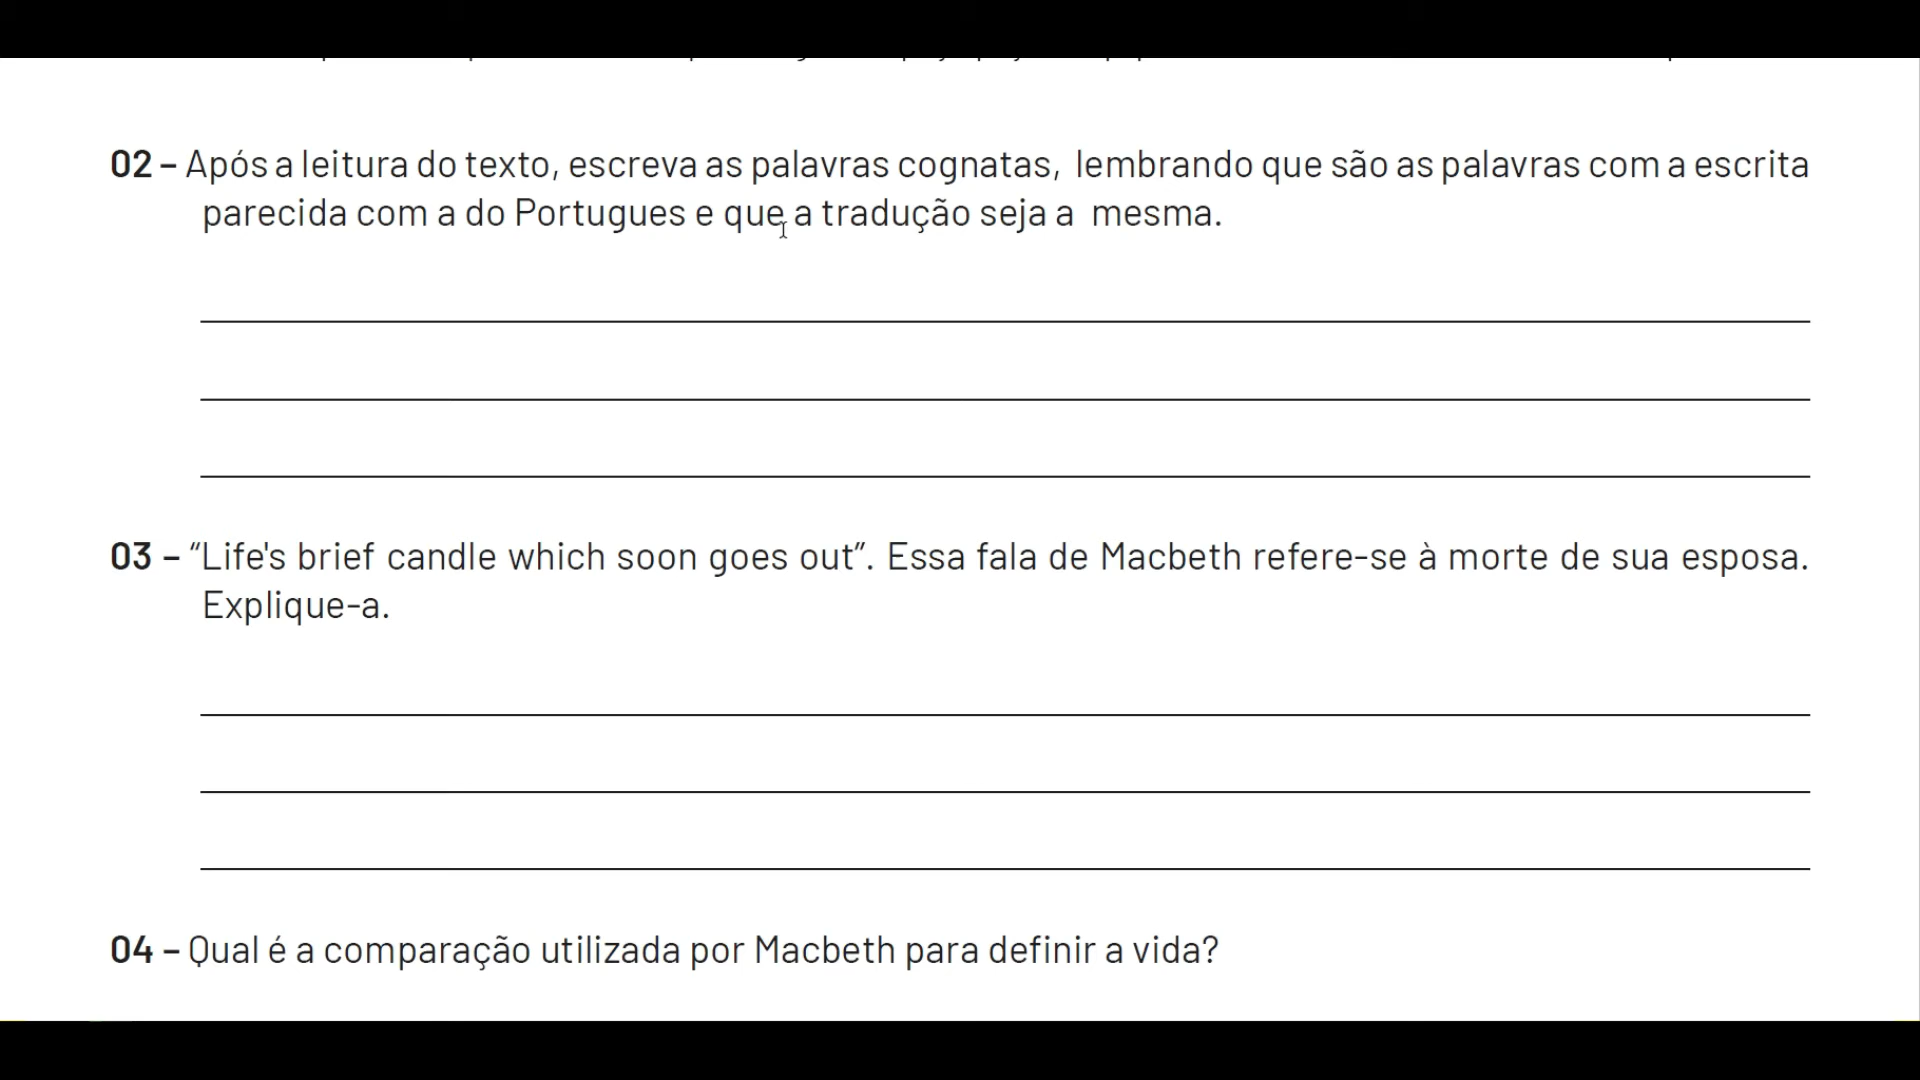 02 – Após a leitura do texto, escreva as palavras cognatas, lembrando que são as palavras com a escrita
parecida com a do Portugues e que a tradução seja a mesma.
03 – “Life's brief candle which soon goes out”. Essa fala de Macbeth refere-se à morte de sua esposa.
Explique-a.
04 – Qual é a comparação utilizada por Macbeth para definir a vida?